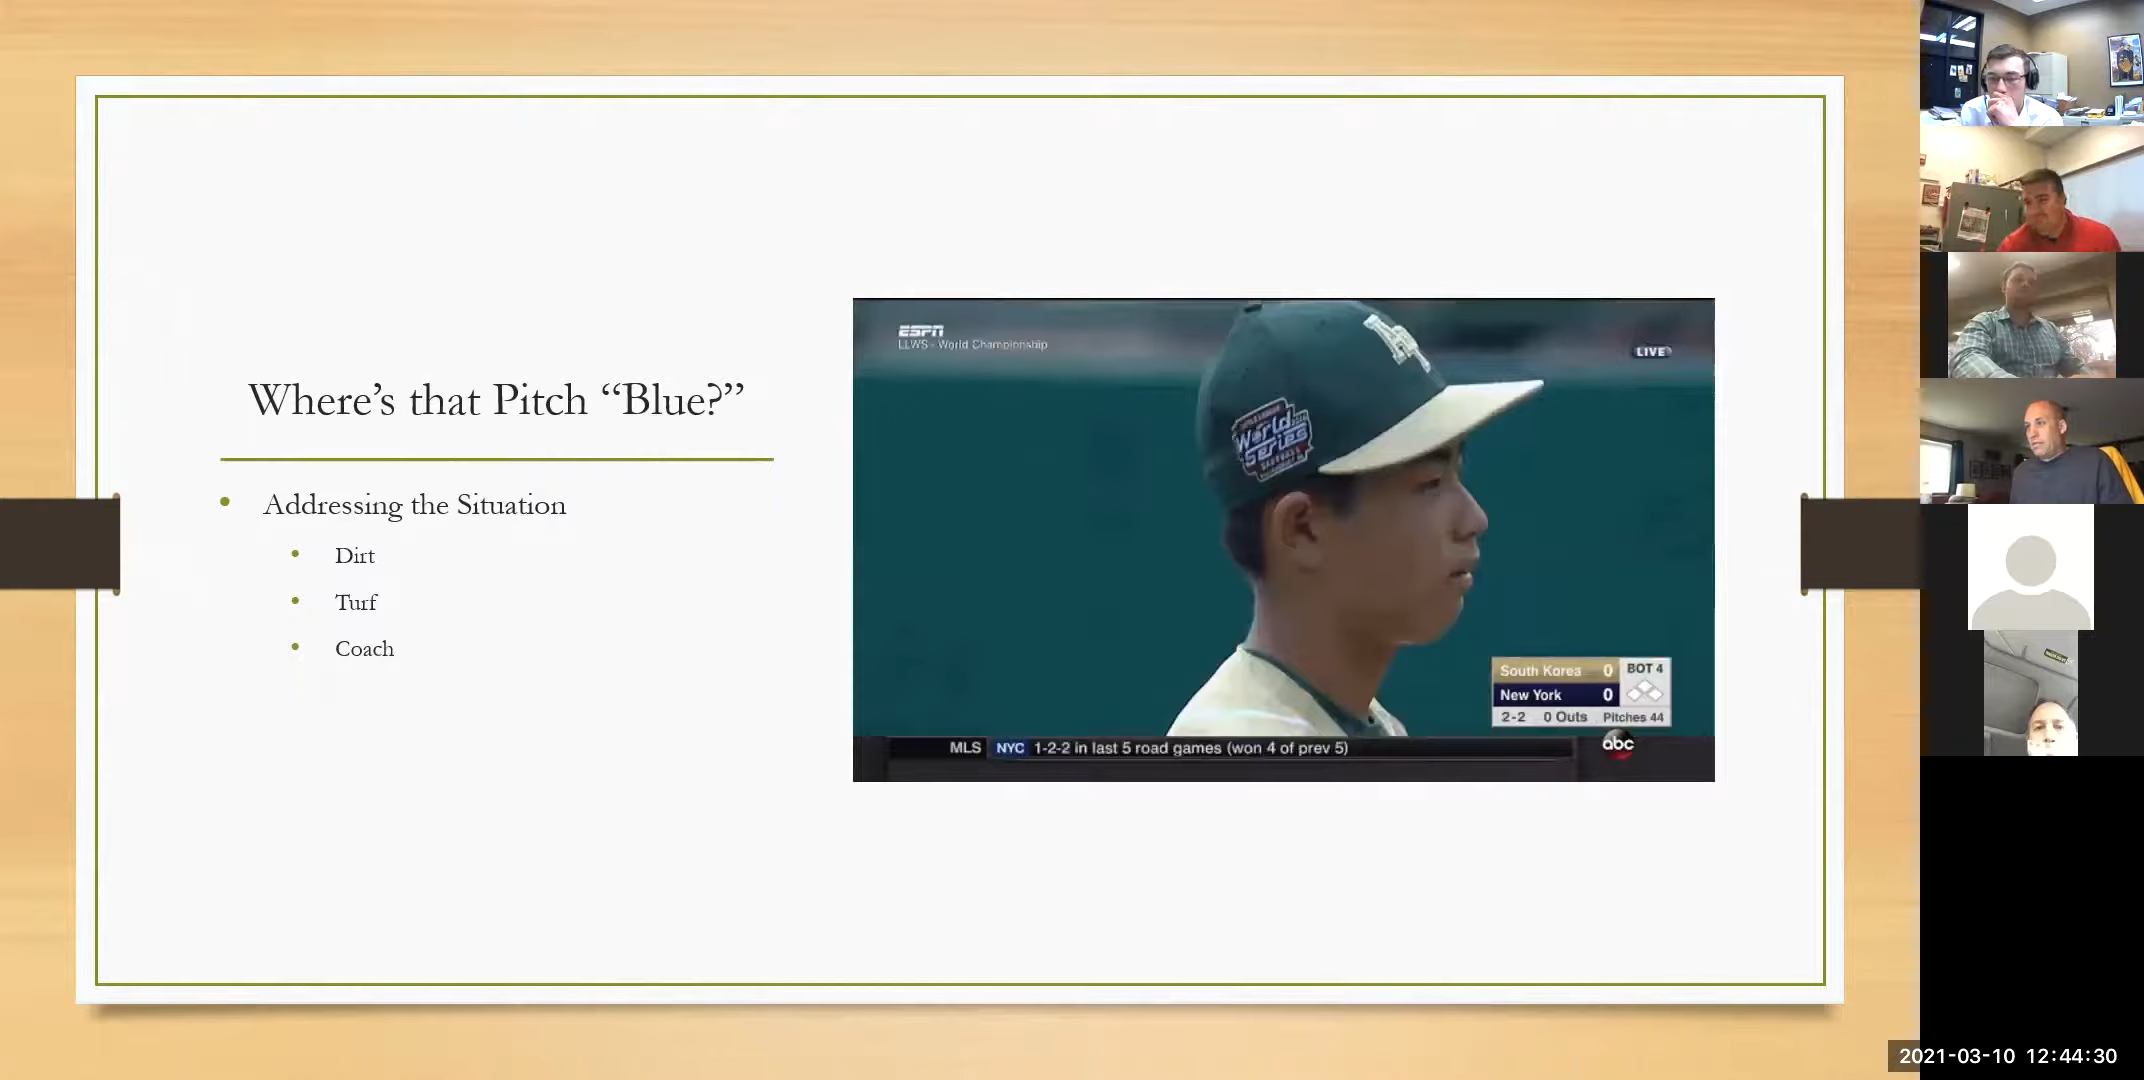 Where’s that Pitch “Blue?”
• Addressing the Situation
• Dirt
• Turf
• Coach
ESPN
LLWS - World Championship
LIVE
World
Series
South Korea 0 BOT 4
New York 0
2-2 0 Outs Pitches 44
MLS NYC 1-2-2 in last 5 road games (won 4 of prev 5)
abc
2021-03-10 12:44:30